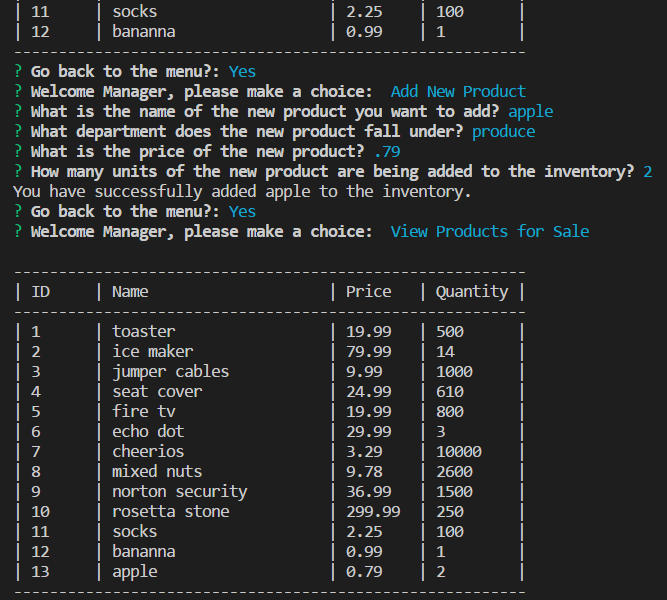 | 11     | socks                  | 2.25   | 100      |
| 12     | bananna                | 0.99   | 1        |
---------------------------------------------------------
? Go back to the menu?: Yes
? Welcome Manager, please make a choice:  Add New Product
? What is the name of the new product you want to add? apple
? What department does the new product fall under? produce
? What is the price of the new product? .79
? How many units of the new product are being added to the inventory? 2
You have successfully added apple to the inventory.
? Go back to the menu?: Yes
? Welcome Manager, please make a choice:  View Products for Sale
---------------------------------------------------------
| ID     | Name                   | Price  | Quantity |
---------------------------------------------------------
| 1      | toaster                | 19.99  | 500      |
| 2      | ice maker              | 79.99  | 14       |
| 3      | jumper cables          | 9.99   | 1000     |
| 4      | seat cover             | 24.99  | 610      |
| 5      | fire tv                | 19.99  | 800      |
| 6      | echo dot               | 29.99  | 3        |
| 7      | cheerios               | 3.29   | 10000    |
| 8      | mixed nuts             | 9.78   | 2600     |
| 9      | norton security        | 36.99  | 1500     |
| 10     | rosetta stone          | 299.99 | 250      |
| 11     | socks                  | 2.25   | 100      |
| 12     | bananna                | 0.99   | 1        |
| 13     | apple                  | 0.79   | 2        |
---------------------------------------------------------